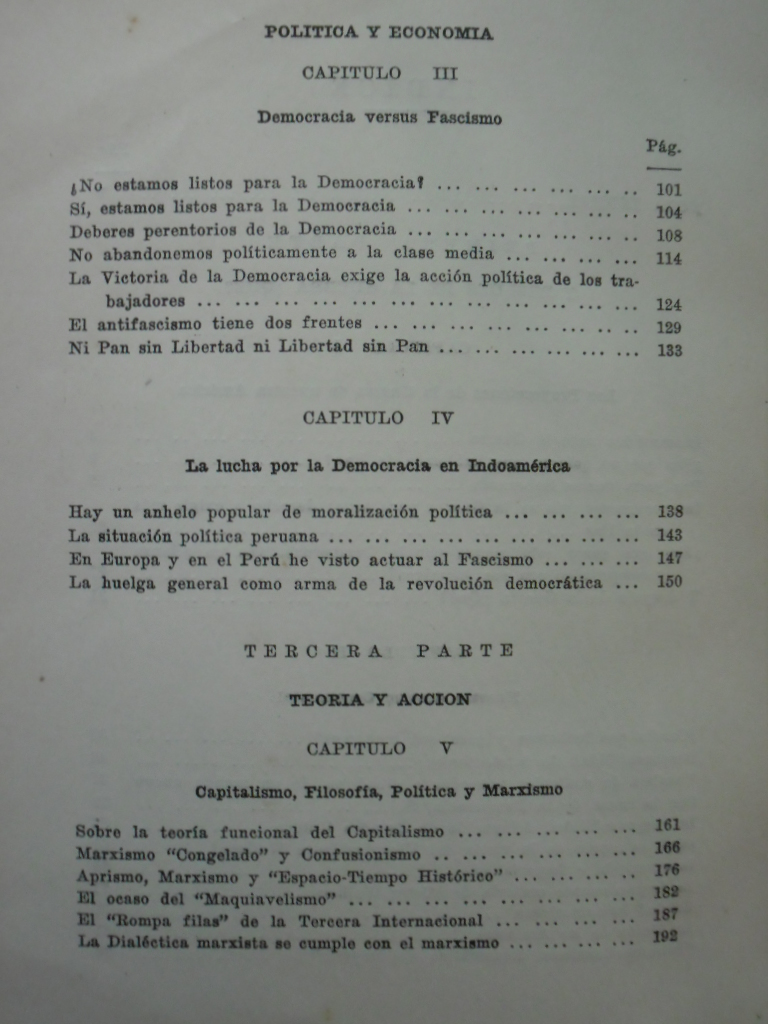 POLITICA Y ECONOMIA
CAPITULO III
Democracia versus Fascismo
Pág.
¿No estamos listos para la Democracia? ... ... ... ... ... .. 101
Sí, estamos listos para la Democracia ... ... ... ... ... ... .. 104
Deberes perentorios de la Democracia ... ... ... ... ... ... .. 108
No abandonemos políticamente a la clase media ... ... ... ... 114
La Victoria de la Democracia exige la acción política de los tra-
bajadores ... ... ... ... ... ... ... ... ... ... ... ... 124
El antifascismo tiene dos frentes ... ... ... ... ... ... .. .. 129
Ni Pan sin Libertad ni Libertad sin Pan ... ... ... ... ... ... 133
CAPITULO IV
La lucha por la Democracia en Indoamérica
Hay un anhelo popular de moralización política ... ... ... ... 138
La situación política peruana ... ... ... ... ... ... ... ... ... 143
En Europa y en el Perú he visto actuar al Fascismo ... ... ... 147
La huelga general como arma de la revolución democrática ... 150
TERCERA PARTE
TEORIA Y ACCION
CAPITULO V
Capitalismo, Filosofía, Política y Marxismo
Sobre la teoría funcional del Capitalismo ... ... ... ... ... ... 161
Marxismo “Congelado” y Confusionismo .. ... ... ... ... ... ... 166
Aprismo, Marxismo y “Espacio-Tiempo Histórico” ... ... ... ... 176
El ocaso del “Maquiavelismo” ... ... ... ... ... ... ... ... ... 182
El “Rompa filas” de la Tercera Internacional ... ... ... ... ... 187
La Dialéctica marxista se cumple con el marxismo ... ... ... ... 192